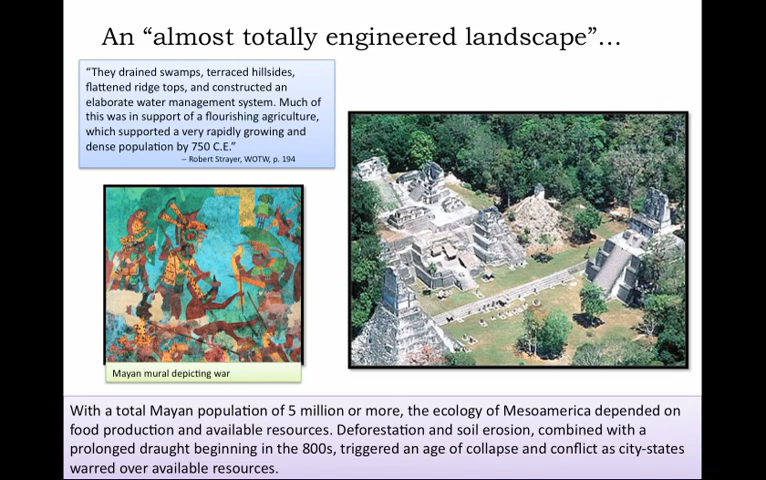 An “almost totally engineered landscape”…
“They drained swamps, terraced hillsides,
flattened ridge tops, and constructed an
elaborate water management system. Much of
this was in support of a flourishing agriculture,
which supported a very rapidly growing and
dense population by 750 C.E.”
– Robert Strayer, WOTW, p. 194
Mayan mural depicting war
With a total Mayan population of 5 million or more, the ecology of Mesoamerica depended on
food production and available resources. Deforestation and soil erosion, combined with a
prolonged draught beginning in the 800s, triggered an age of collapse and conflict as city-states
warred over available resources.